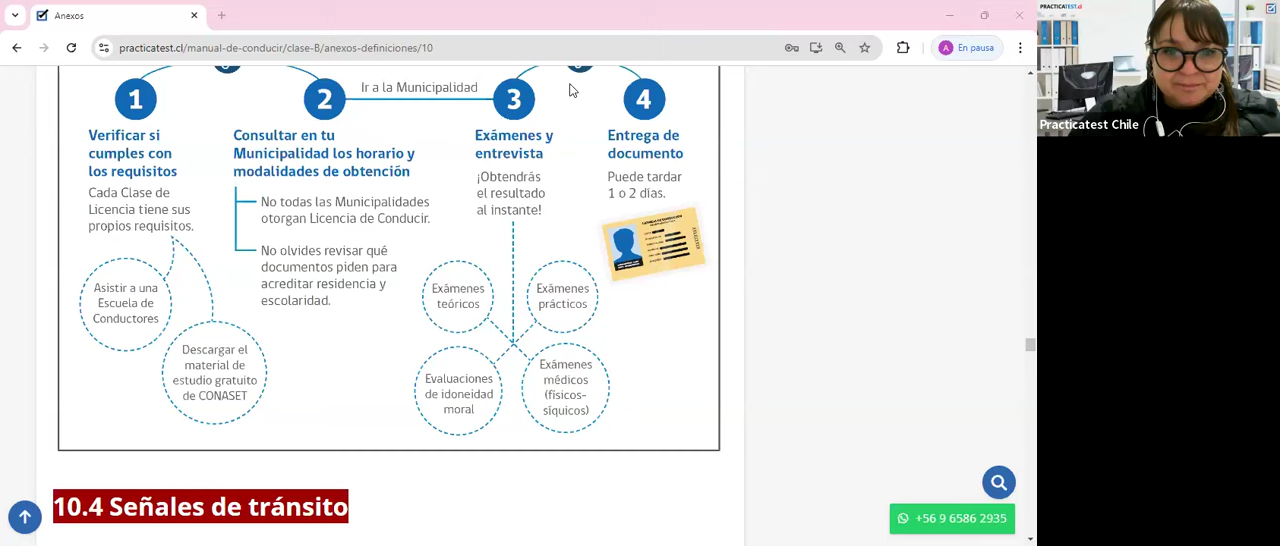 Anexos
practicatest.cl/manual-de-conducir/clase-B/anexos-definiciones/10
A
En pausa
PRACTICATEST.CL
Practicatest Chile
Ir a la Municipalidad
1
2
3
4
Verificar si
cumples con
los requisitos
Cada Clase de
Licencia tiene sus
propios requisitos.
Asistir a una
Escuela de
Conductores
Descargar el
material de
estudio gratuito
de CONASET
Consultar en tu
Municipalidad los horario y
modalidades de obtención
No todas las Municipalidades
otorgan Licencia de Conducir.
No olvides revisar qué
documentos piden para
acreditar residencia y
escolaridad.
Exámenes y
entrevista
¡Obtendrás
el resultado
al instante!
Exámenes
teóricos
Exámenes
prácticos
Evaluaciones
de idoneidad
moral
Exámenes
médicos
(físicos-
síquicos)
Entrega de
documento
Puede tardar
1 o 2 días.
10.4 Señales de tránsito
+56 9 6586 2935